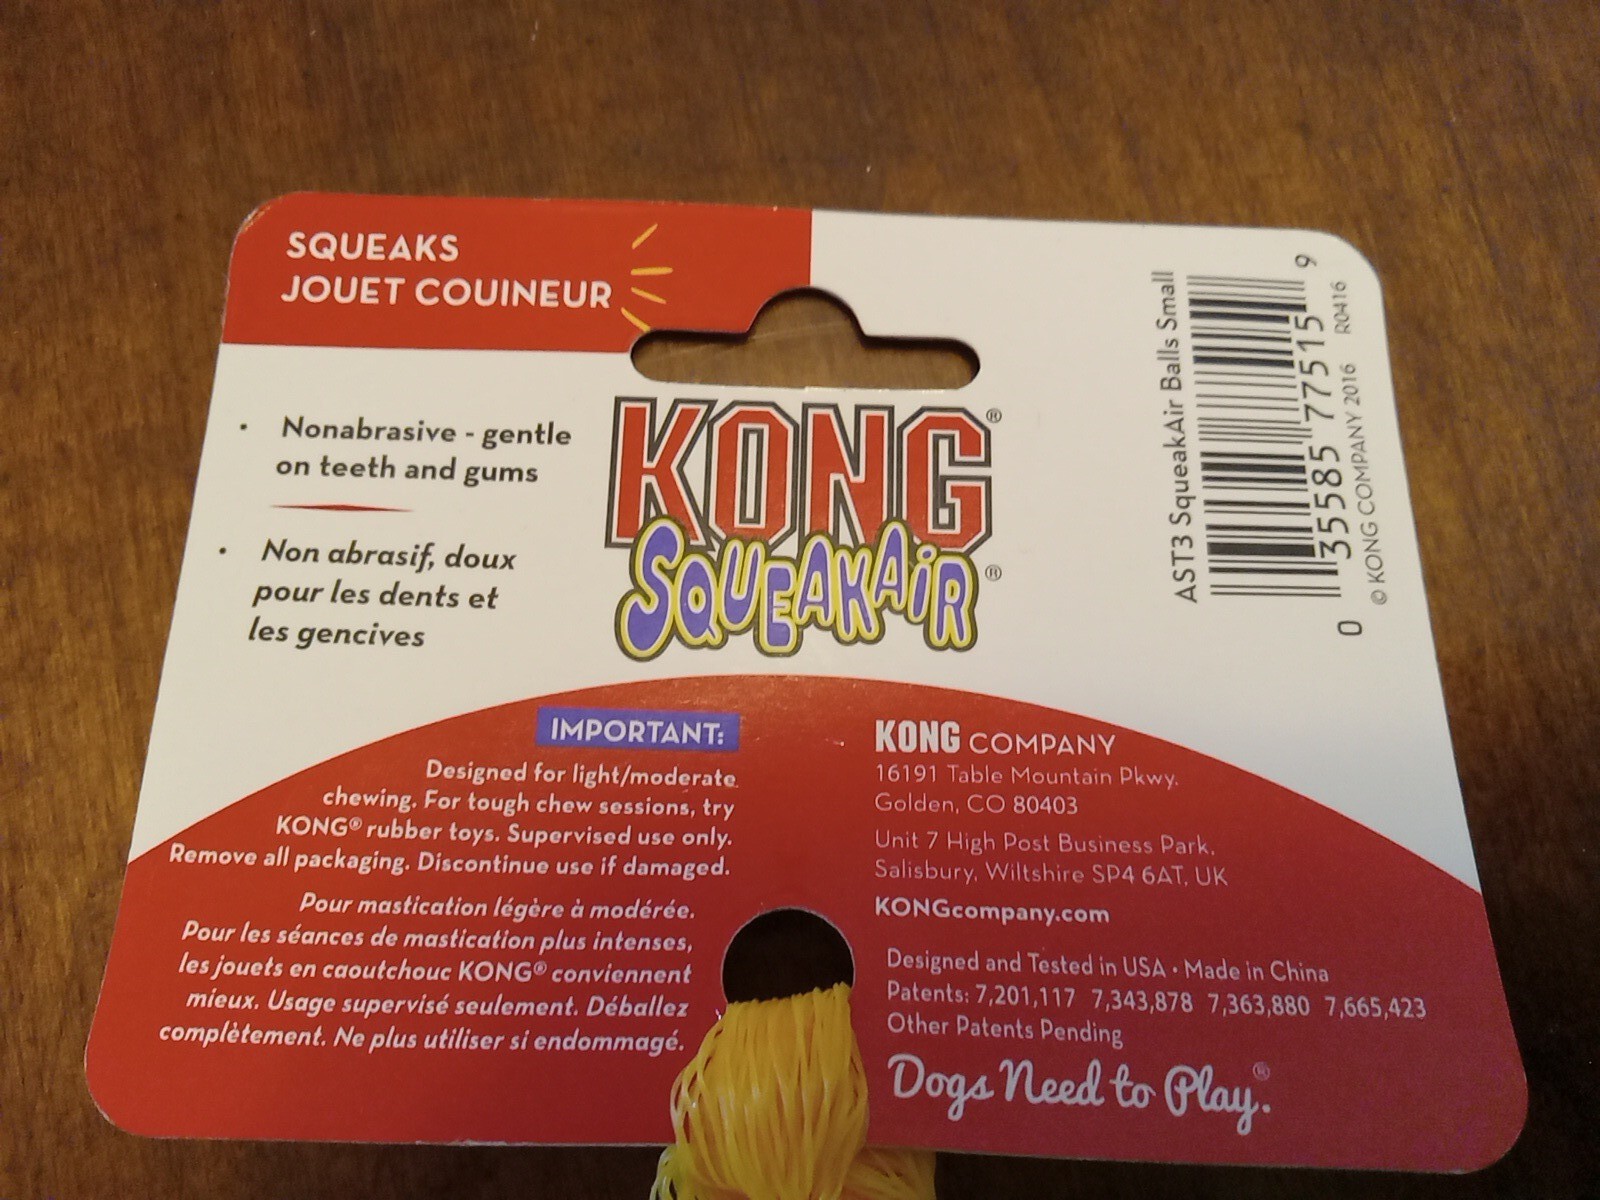 SQUEAKS
JOUET COUINEUR
• Nonabrasive - gentle
on teeth and gums
• Non abrasif, doux
pour les dents et
les gencives
KONG®
SQUEAKAiR®
AST3 SqueakAir Balls Small
0 35585 77515 9
© KONG COMPANY 2016 R0416
IMPORTANT:
Designed for light/moderate
chewing. For tough chew sessions, try
KONG® rubber toys. Supervised use only.
Remove all packaging. Discontinue use if damaged.
Pour mastication légère à modérée.
Pour les séances de mastication plus intenses,
les jouets en caoutchouc KONG® conviennent
mieux. Usage supervisé seulement. Déballez
complètement. Ne plus utiliser si endommagé.
KONG COMPANY
16191 Table Mountain Pkwy.
Golden, CO 80403
Unit 7 High Post Business Park,
Salisbury, Wiltshire SP4 6AT, UK
KONGcompany.com
Designed and Tested in USA • Made in China
Patents: 7,201,117 7,343,878 7,363,880 7,665,423
Other Patents Pending
Dogs Need to Play.®